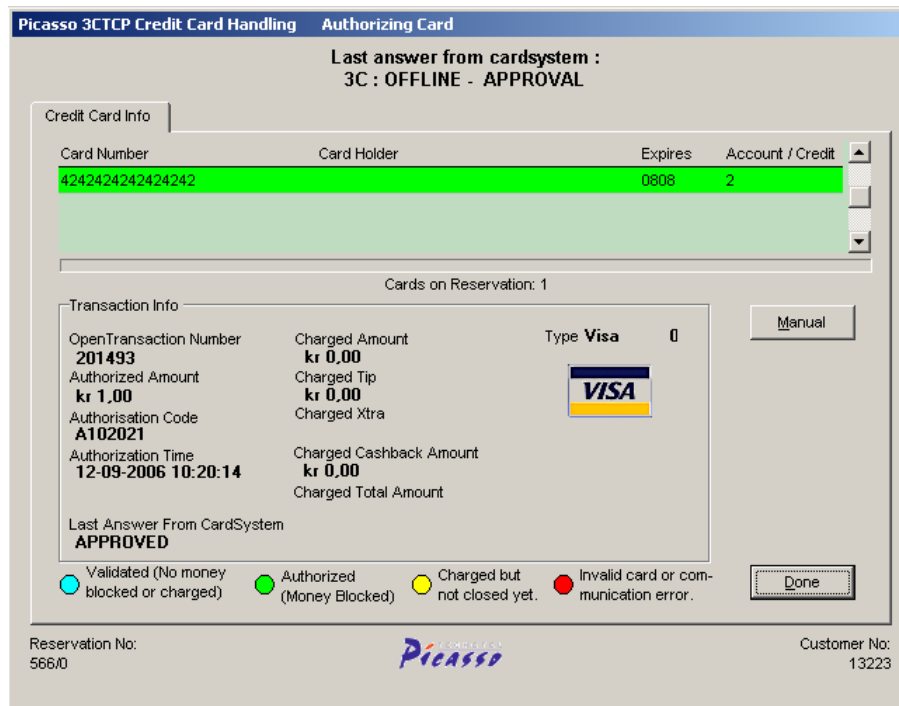 Picasso 3CTCP Credit Card Handling Authorizing Card
Last answer from cardsystem :
3C : OFFLINE - APPROVAL
Credit Card Info
Card Number Card Holder Expires Account / Credit
4242424242424242 0808 2
Cards on Reservation: 1
Transaction Info
Manual
OpenTransaction Number Charged Amount Type Visa 0
201493 kr 0,00
Authorized Amount Charged Tip
kr 1,00 kr 0,00
VISA
Authorisation Code Charged Xtra
A102021
Authorization Time Charged Cashback Amount
12-09-2006 10:20:14 kr 0,00
Charged Total Amount
Last Answer From CardSystem
APPROVED
Validated (No money Authorized Charged but Invalid card or com-
blocked or charged) (Money Blocked) not closed yet. munication error.
Done
Reservation No: Customer No:
566/0 Picasso 13223